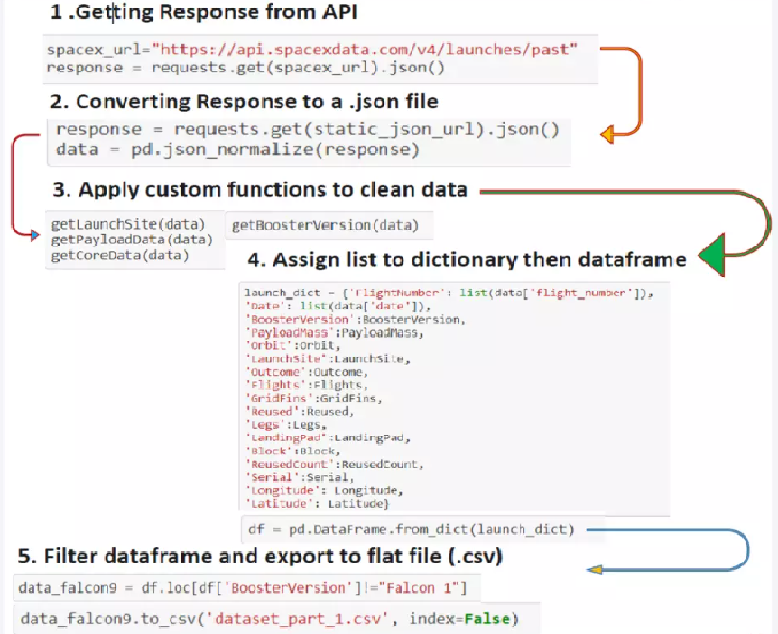 1 .Getting Response from API
spacex_url="https://api.spacexdata.com/v4/launches/past"
response = requests.get(spacex_url).json()
2. Converting Response to a .json file
response = requests.get(static_json_url).json()
data = pd.json_normalize(response)
3. Apply custom functions to clean data
getLaunchSite(data)
getPayloadData(data)
getCoreData(data)
getBoosterVersion(data)
4. Assign list to dictionary then dataframe
launch_dict = {'FlightNumber': list(data['flight_number']),
'Date': list(data['date']),
'BoosterVersion':BoosterVersion,
'PayloadMass':PayloadMass,
'Orbit':Orbit,
'LaunchSite':LaunchSite,
'Outcome':Outcome,
'Flights':Flights,
'GridFins':GridFins,
'Reused':Reused,
'Legs':Legs,
'LandingPad':LandingPad,
'Block':Block,
'ReusedCount':ReusedCount,
'Serial':Serial,
'Longitude': Longitude,
'Latitude': Latitude}
df = pd.DataFrame.from_dict(launch_dict)
5. Filter dataframe and export to flat file (.csv)
data_falcon9 = df.loc[df['BoosterVersion']!="Falcon 1"]
data_falcon9.to_csv('dataset_part_1.csv', index=False)